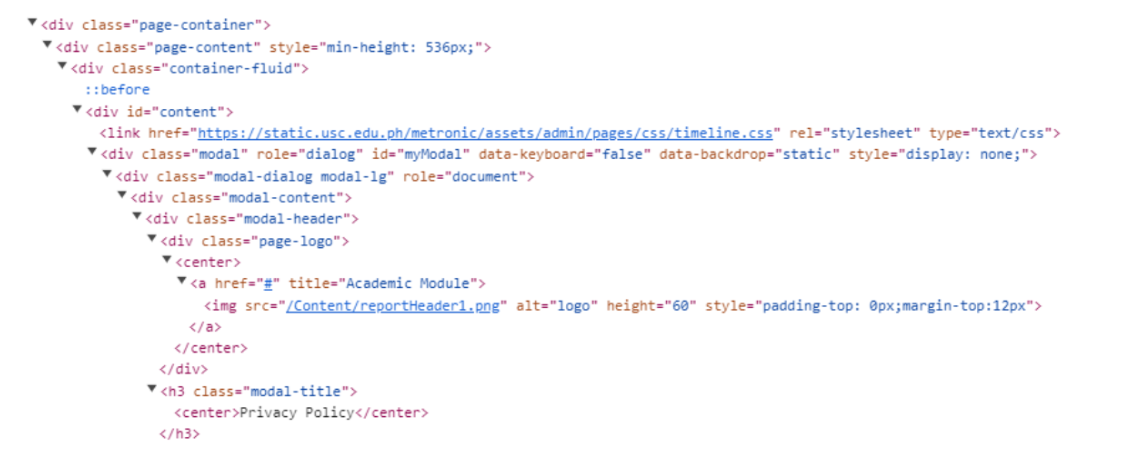 <div class="page-container">
<div class="page-content" style="min-height: 536px;">
<div class="container-fluid">
::before
<div id="content">
<link href="https://static.usc.edu.ph/metronic/assets/admin/pages/css/timeline.css" rel="stylesheet" type="text/css">
<div class="modal" role="dialog" id="myModal" data-keyboard="false" data-backdrop="static" style="display: none;">
<div class="modal-dialog modal-lg" role="document">
<div class="modal-content">
<div class="modal-header">
<div class="page-logo">
<center>
<a href="#" title="Academic Module">
<img src="/Content/reportHeader1.png" alt="logo" height="60" style="padding-top: 0px;margin-top:12px">
</a>
</center>
</div>
<h3 class="modal-title">
<center>Privacy Policy</center>
</h3>